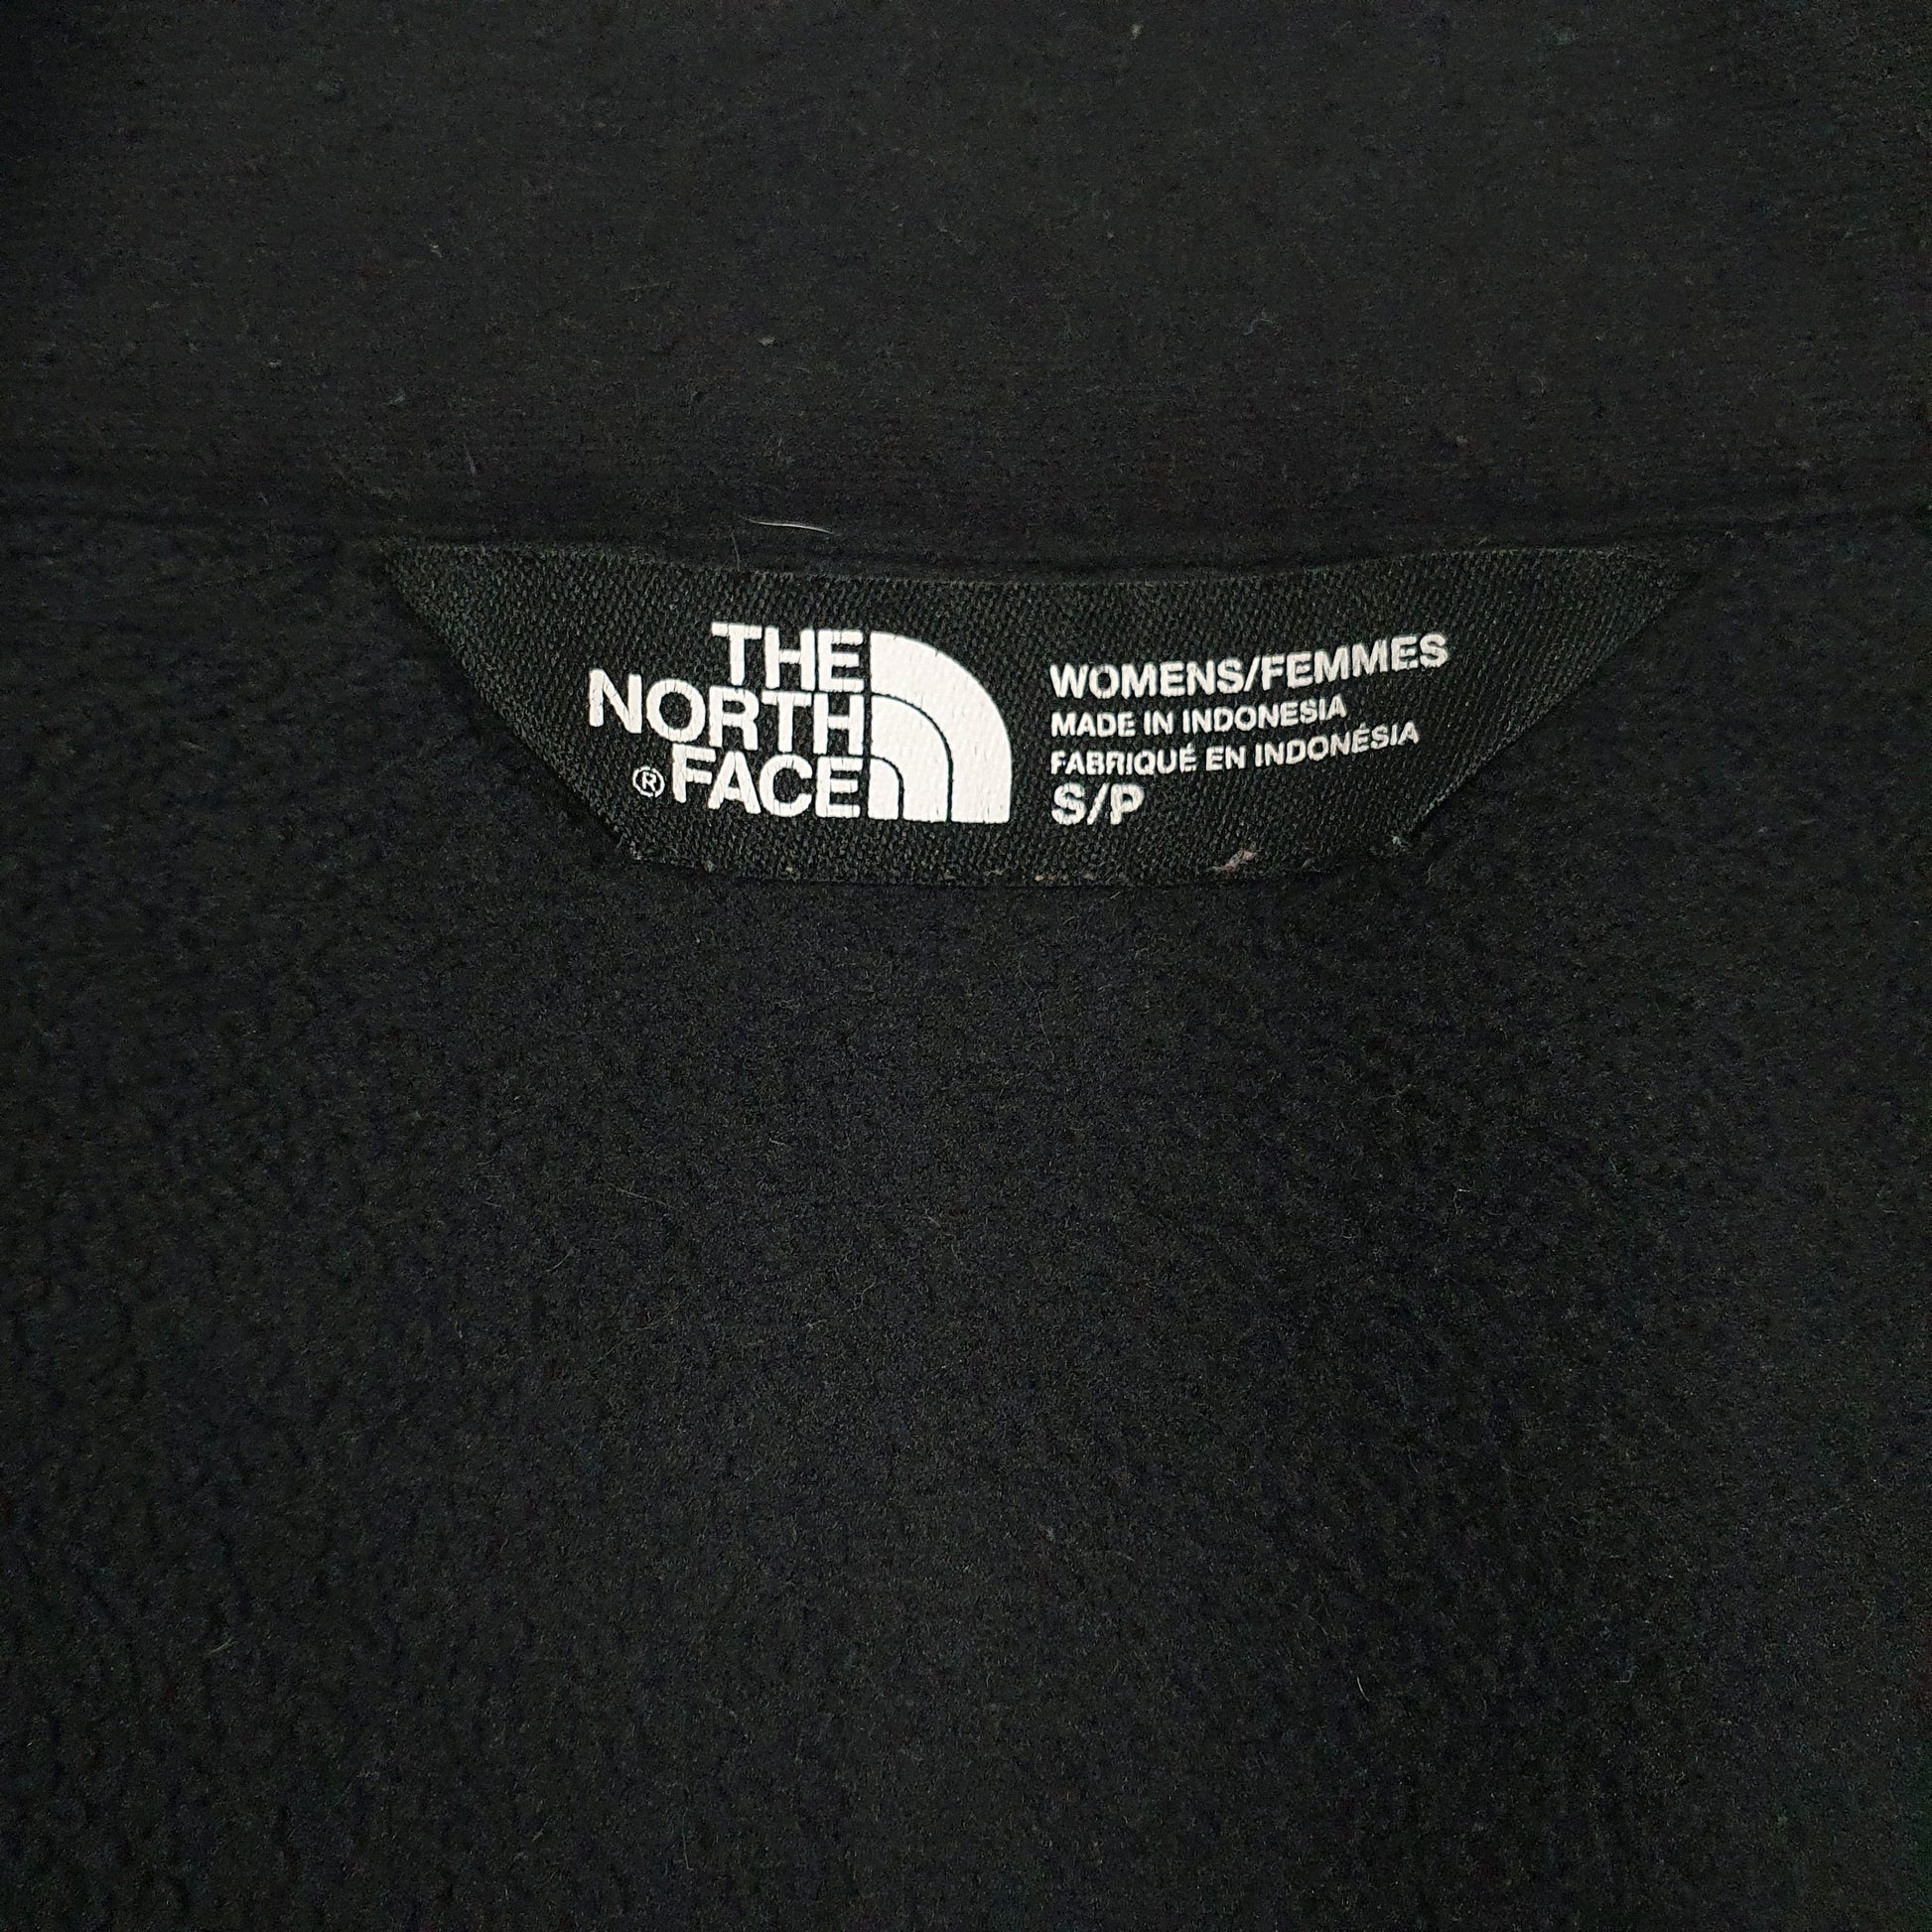 THE
NORTH
® FACE
WOMENS/FEMMES
MADE IN INDONESIA
FABRIQUÉ EN INDONÉSIA
S/P